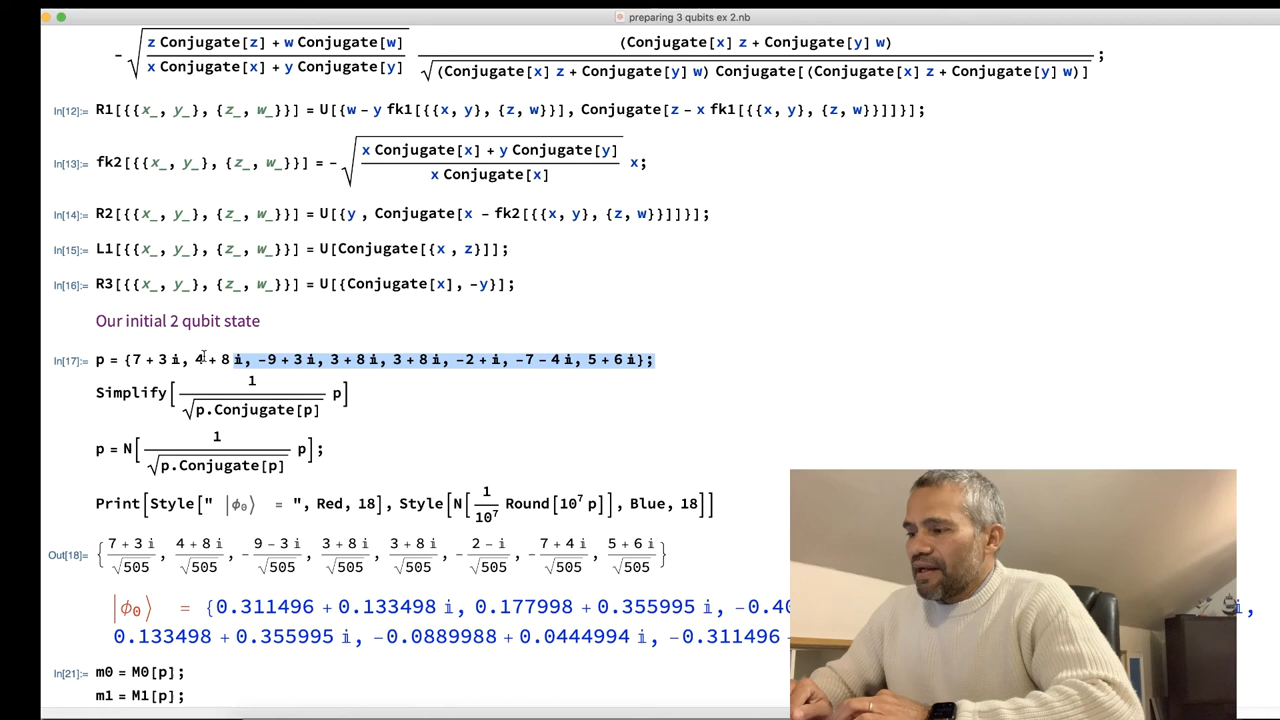 preparing 3 qubits ex 2.nb
- √ z Conjugate[z] + w Conjugate[w] (Conjugate[x] z + Conjugate[y] w)
x Conjugate[x] + y Conjugate[y] √(Conjugate[x] z + Conjugate[y] w) Conjugate[(Conjugate[x] z + Conjugate[y] w)] ;
In[12]:= R1[{{x_, y_}, {z_, w_}}] = U[{w - y fk1[{{x, y}, {z, w}}], Conjugate[z - x fk1[{{x, y}, {z, w}}]]}];
x Conjugate[x] + y Conjugate[y]
In[13]:= fk2[{{x_, y_}, {z_, w_}}] = - √ x;
x Conjugate[x]
In[14]:= R2[{{x_, y_}, {z_, w_}}] = U[{y , Conjugate[x - fk2[{{x, y}, {z, w}}]]}];
In[15]:= L1[{{x_, y_}, {z_, w_}}] = U[Conjugate[{x , z}]];
In[16]:= R3[{{x_, y_}, {z_, w_}}] = U[{Conjugate[x], -y}];
Our initial 2 qubit state
In[17]:= p = {7 + 3 i, 4 + 8 i, -9 + 3 i, 3 + 8 i, 3 + 8 i, -2 + i, -7 - 4 i, 5 + 6 i};
1
Simplify[ p]
√p.Conjugate[p]
1
p = N[ p];
√p.Conjugate[p]
Print[Style[" |ϕ₀⟩ = ", Red, 18], Style[N[ 1/10⁷ Round[10⁷ p]], Blue, 18]]
7 + 3 i 4 + 8 i 9 - 3 i 3 + 8 i 3 + 8 i 2 - i 7 + 4 i 5 + 6 i
Out[18]= { , , - , , , - , - , }
√505 √505 √505 √505 √505 √505 √505 √505
|ϕ₀⟩ = {0.311496 + 0.133498 i, 0.177998 + 0.355995 i, -0.40 i,
0.133498 + 0.355995 i, -0.0889988 + 0.0444994 i, -0.311496 -
In[21]:= m0 = M0[p];
m1 = M1[p];